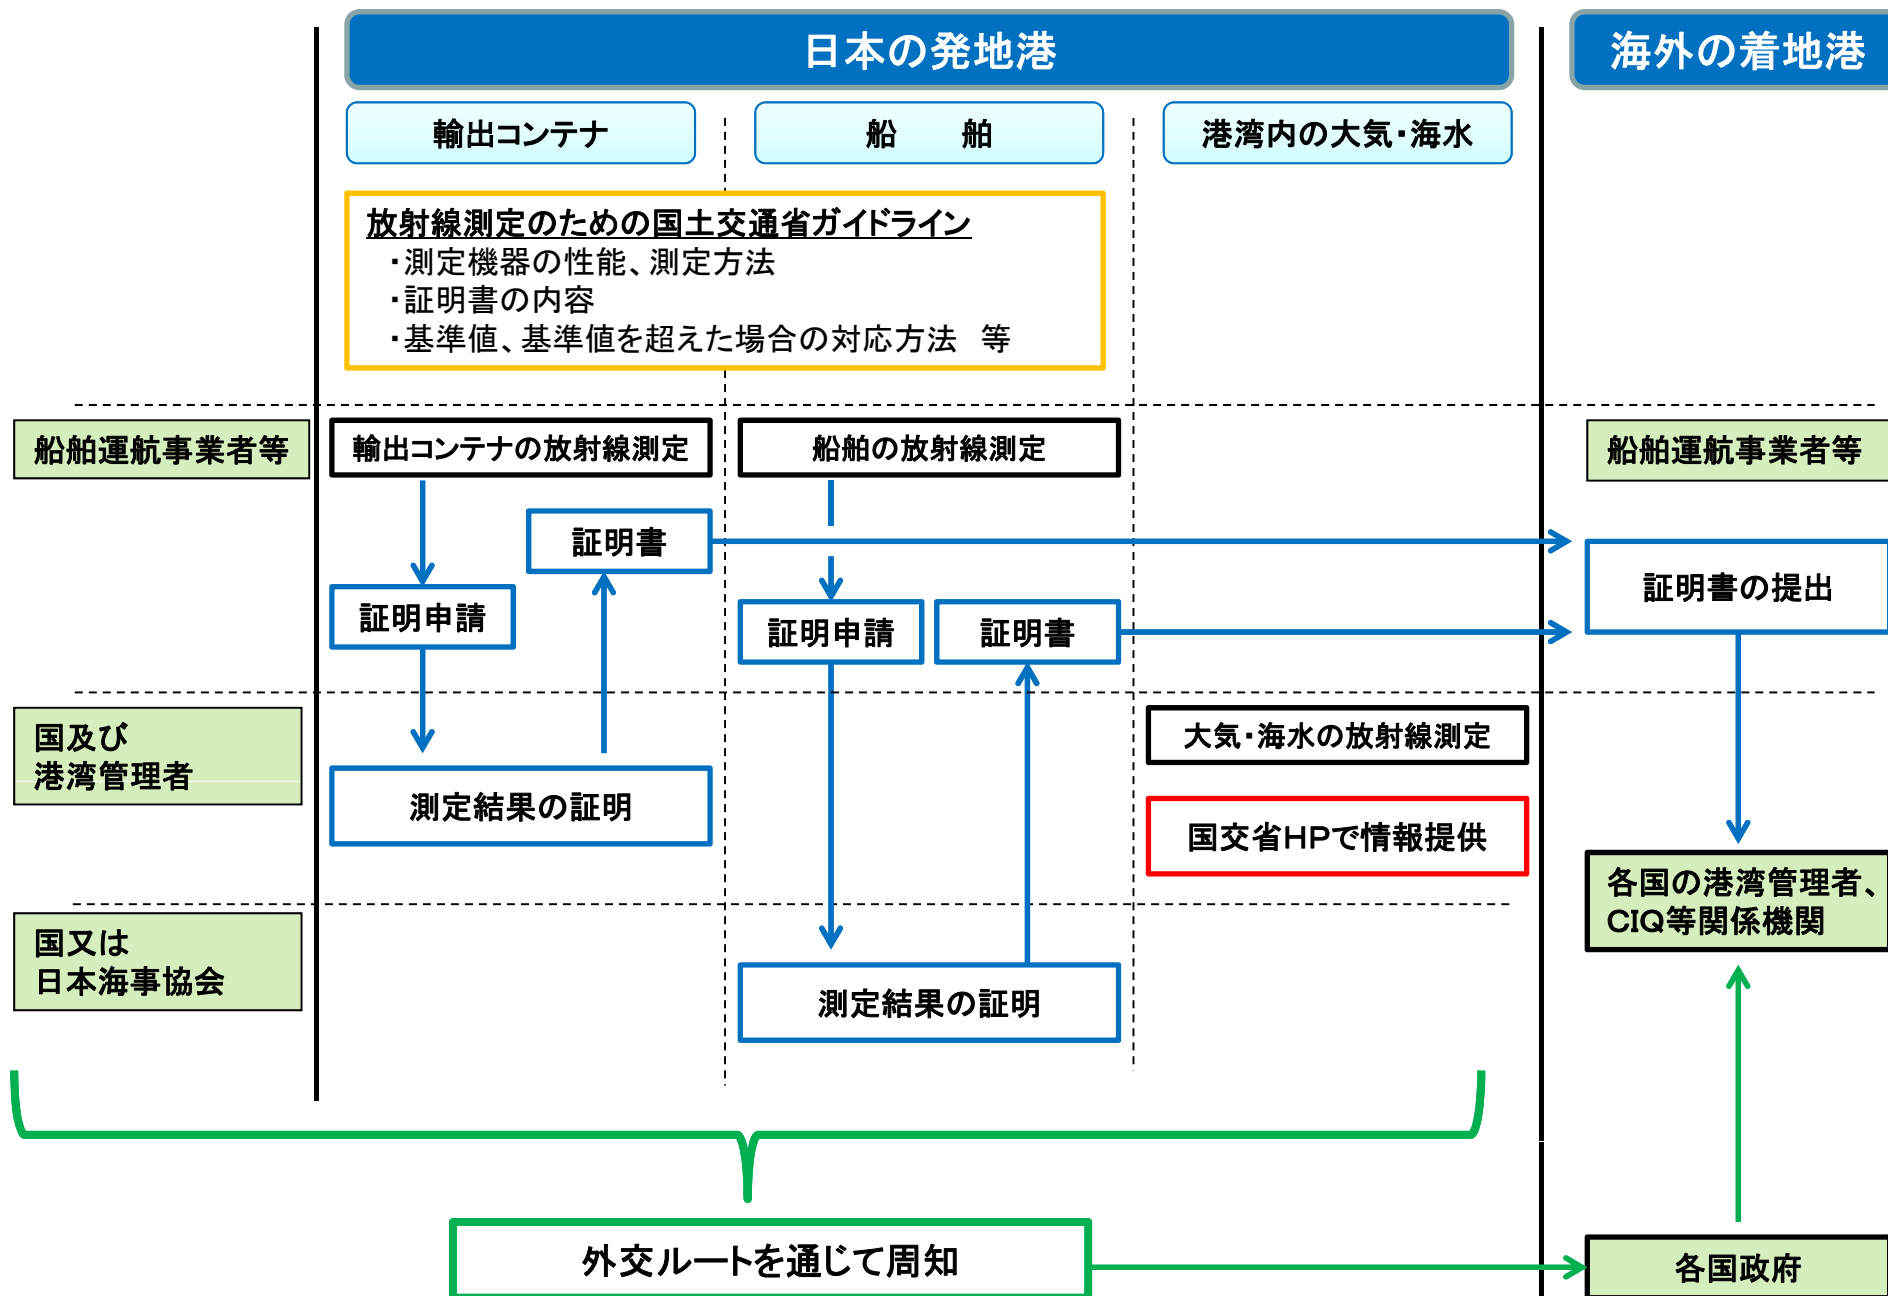 日本の発地港
海外の着地港
輸出コンテナ
船　　舶
港湾内の大気・海水
放射線測定のための国土交通省ガイドライン
・測定機器の性能、測定方法
・証明書の内容
・基準値、基準値を超えた場合の対応方法　等
船舶運航事業者等
輸出コンテナの放射線測定
船舶の放射線測定
船舶運航事業者等
証明書
証明申請
証明申請
証明書
証明書の提出
国及び
港湾管理者
測定結果の証明
大気・海水の放射線測定
国交省HPで情報提供
各国の港湾管理者、
CIQ等関係機関
国又は
日本海事協会
測定結果の証明
外交ルートを通じて周知
各国政府